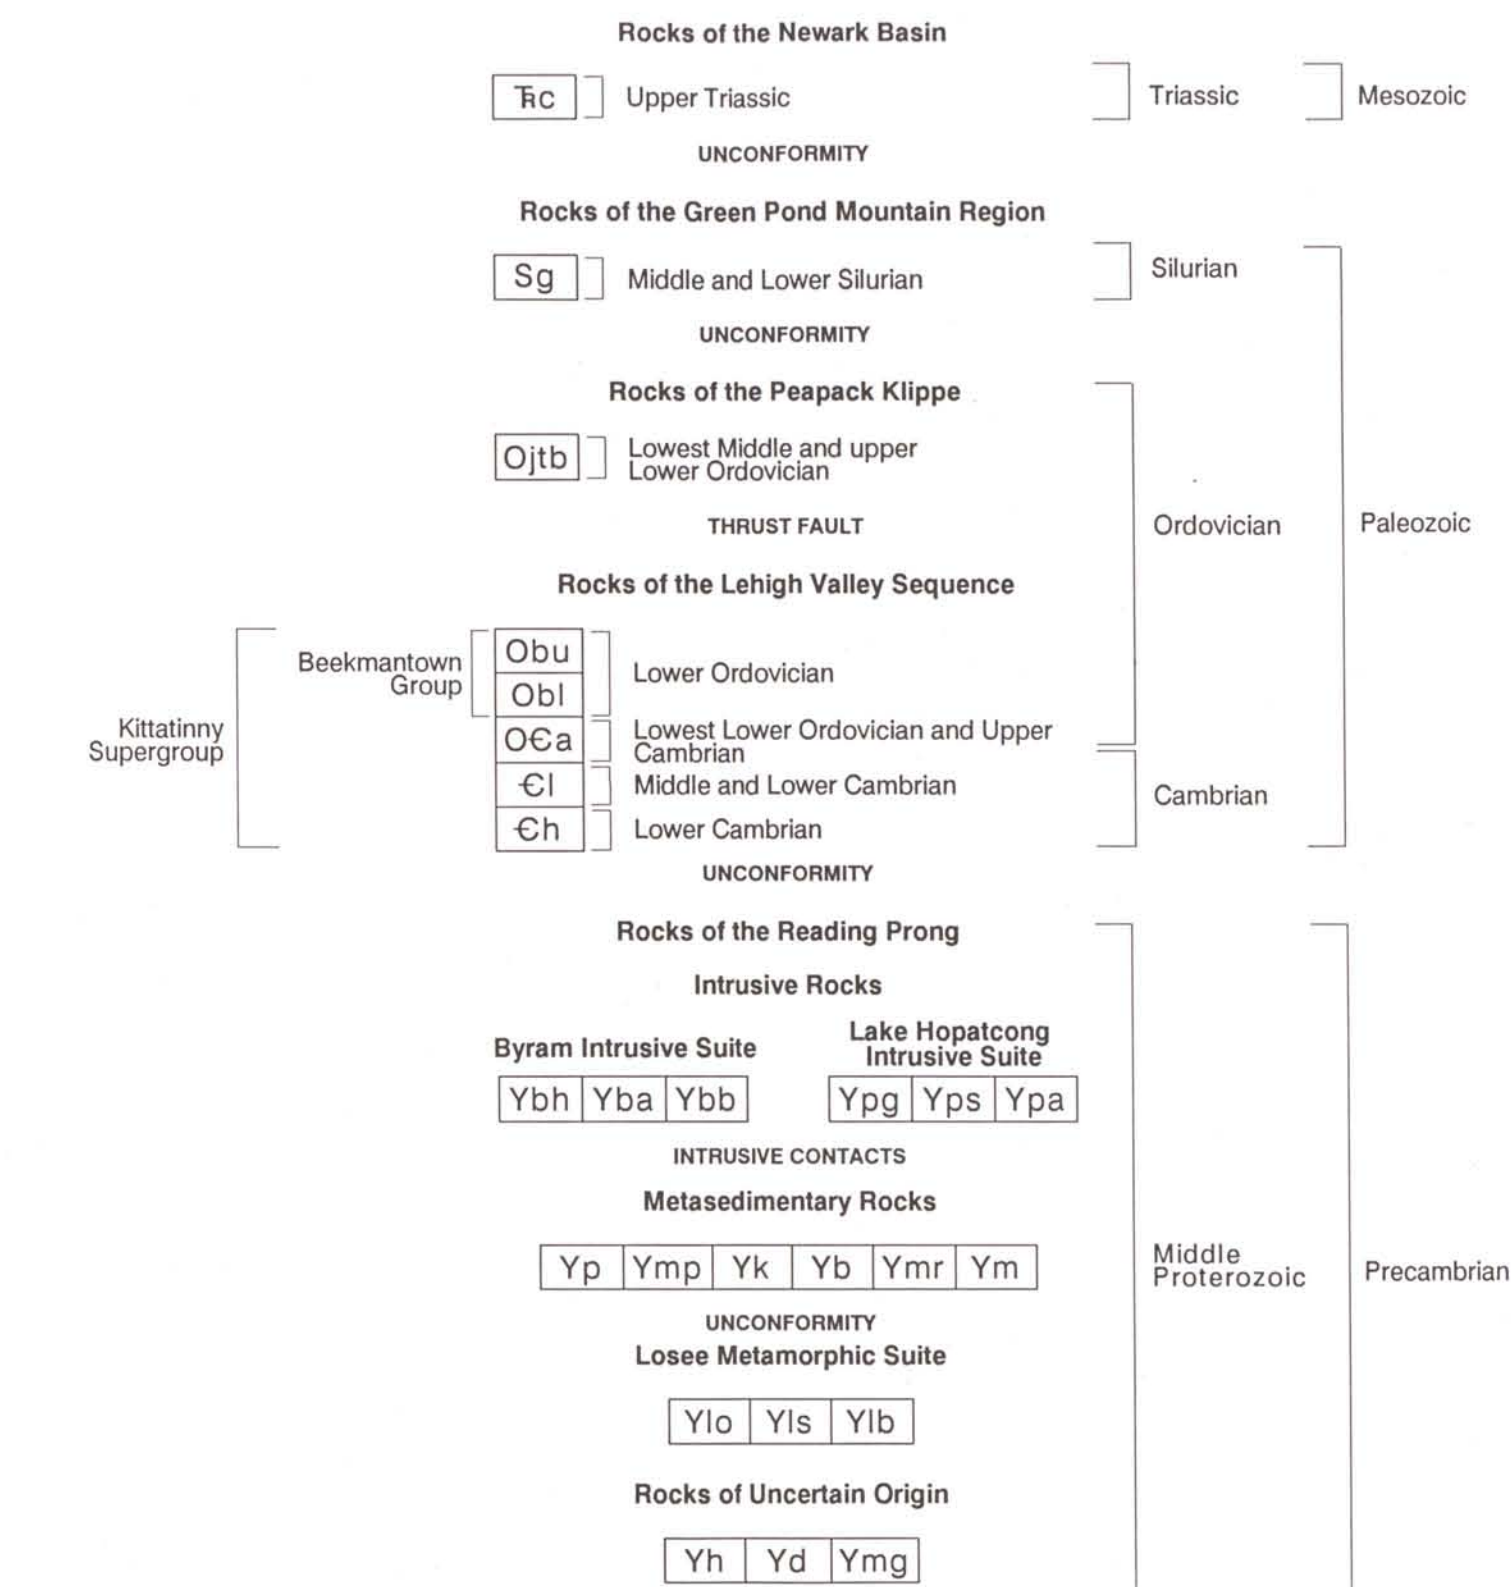 Rocks of the Newark Basin
Ꞧc
Upper Triassic
Triassic
Mesozoic
UNCONFORMITY
Rocks of the Green Pond Mountain Region
Sg
Middle and Lower Silurian
Silurian
UNCONFORMITY
Rocks of the Peapack Klippe
Ojtb
Lowest Middle and upper
Lower Ordovician
THRUST FAULT
Ordovician
Paleozoic
Rocks of the Lehigh Valley Sequence
Kittatinny
Supergroup
Beekmantown
Group
Obu
Obl
Lower Ordovician
OЄa
Lowest Lower Ordovician and Upper
Cambrian
Єl
Middle and Lower Cambrian
Cambrian
Єh
Lower Cambrian
UNCONFORMITY
Rocks of the Reading Prong
Intrusive Rocks
Byram Intrusive Suite
Ybh Yba Ybb
Lake Hopatcong
Intrusive Suite
Ypg Yps Ypa
INTRUSIVE CONTACTS
Metasedimentary Rocks
Yp Ymp Yk Yb Ymr Ym
Middle
Proterozoic
Precambrian
UNCONFORMITY
Losee Metamorphic Suite
Ylo Yls Ylb
Rocks of Uncertain Origin
Yh Yd Ymg